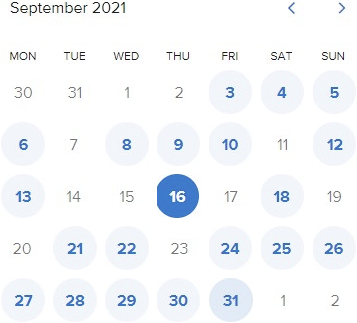 September 2021
MON TUE WED THU FRI SAT SUN
30 31 1 2 3 4 5
6 7 8 9 10 11 12
13 14 15 16 17 18 19
20 21 22 23 24 25 26
27 28 29 30 31 1 2